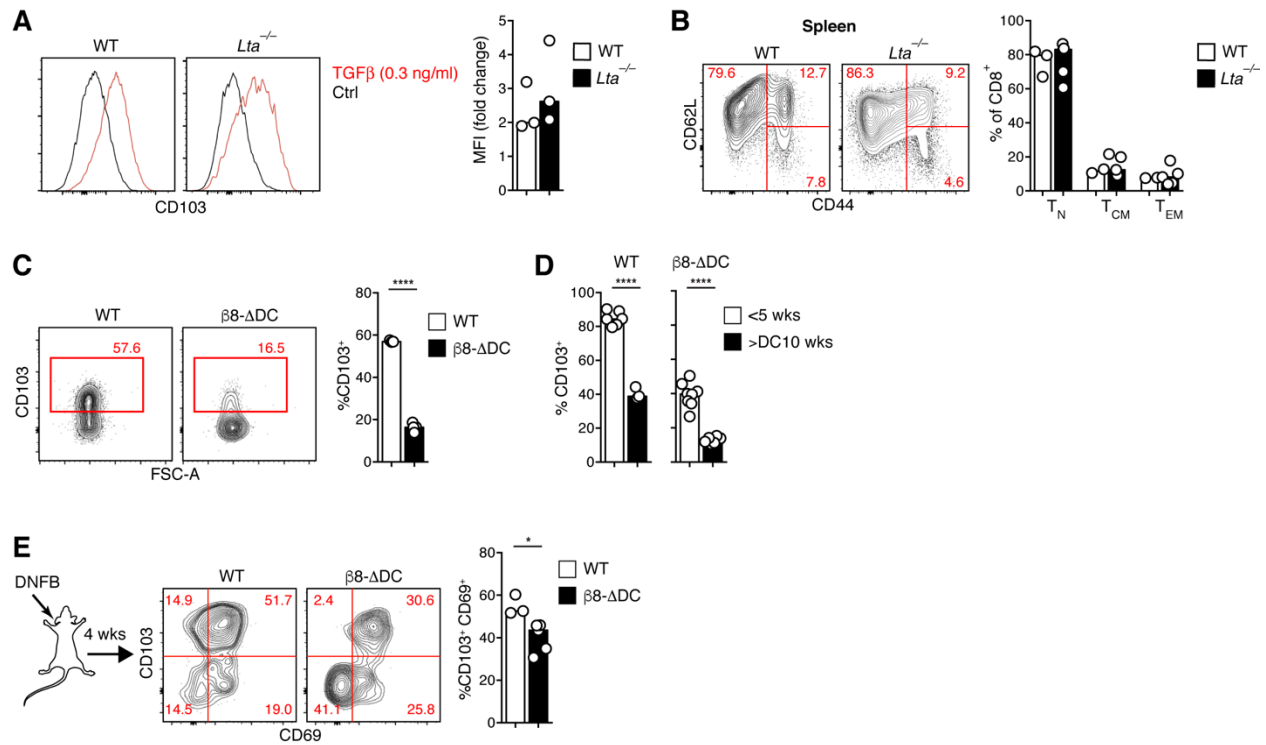 A
WT
Lta–/–
TGFβ (0.3 ng/ml)
Ctrl
CD103
MFI (fold change)
5
4
3
2
1
0
WT
Lta–/–
B
Spleen
WT
Lta–/–
79.6
12.7
7.8
86.3
9.2
4.6
CD62L
CD44
% of CD8+
100
80
60
40
20
0
TN
TCM
TEM
WT
Lta–/–
C
WT
β8-ΔDC
57.6
16.5
CD103
FSC-A
%CD103+
80
60
40
20
0
****
WT
β8-ΔDC
D
WT
β8-ΔDC
****
****
% CD103+
100
80
60
40
20
0
<5 wks
>DC10 wks
E
DNFB
4 wks
WT
β8-ΔDC
14.9
51.7
14.5
19.0
2.4
30.6
41.1
25.8
CD103
CD69
%CD103+ CD69+
80
60
40
20
0
*
WT
β8-ΔDC